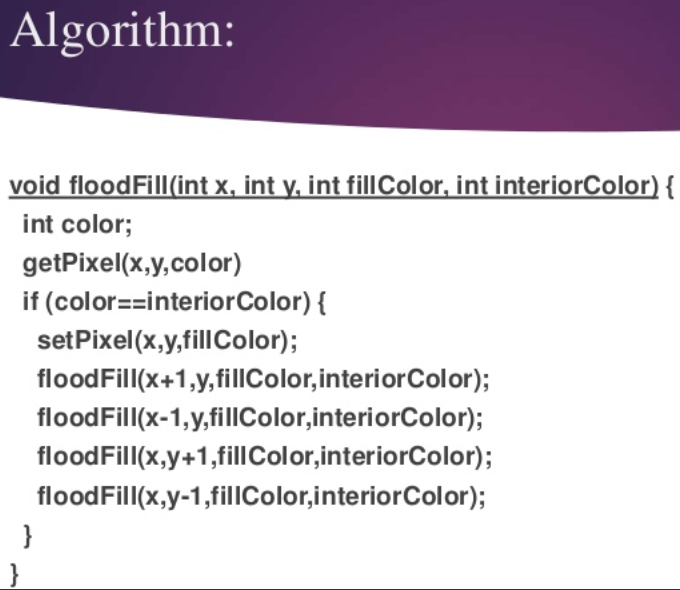 Algorithm:
void floodFill(int x, int y, int fillColor, int interiorColor) {
int color;
getPixel(x,y,color)
if (color==interiorColor) {
setPixel(x,y,fillColor);
floodFill(x+1,y,fillColor,interiorColor);
floodFill(x-1,y,fillColor,interiorColor);
floodFill(x,y+1,fillColor,interiorColor);
floodFill(x,y-1,fillColor,interiorColor);
}
}